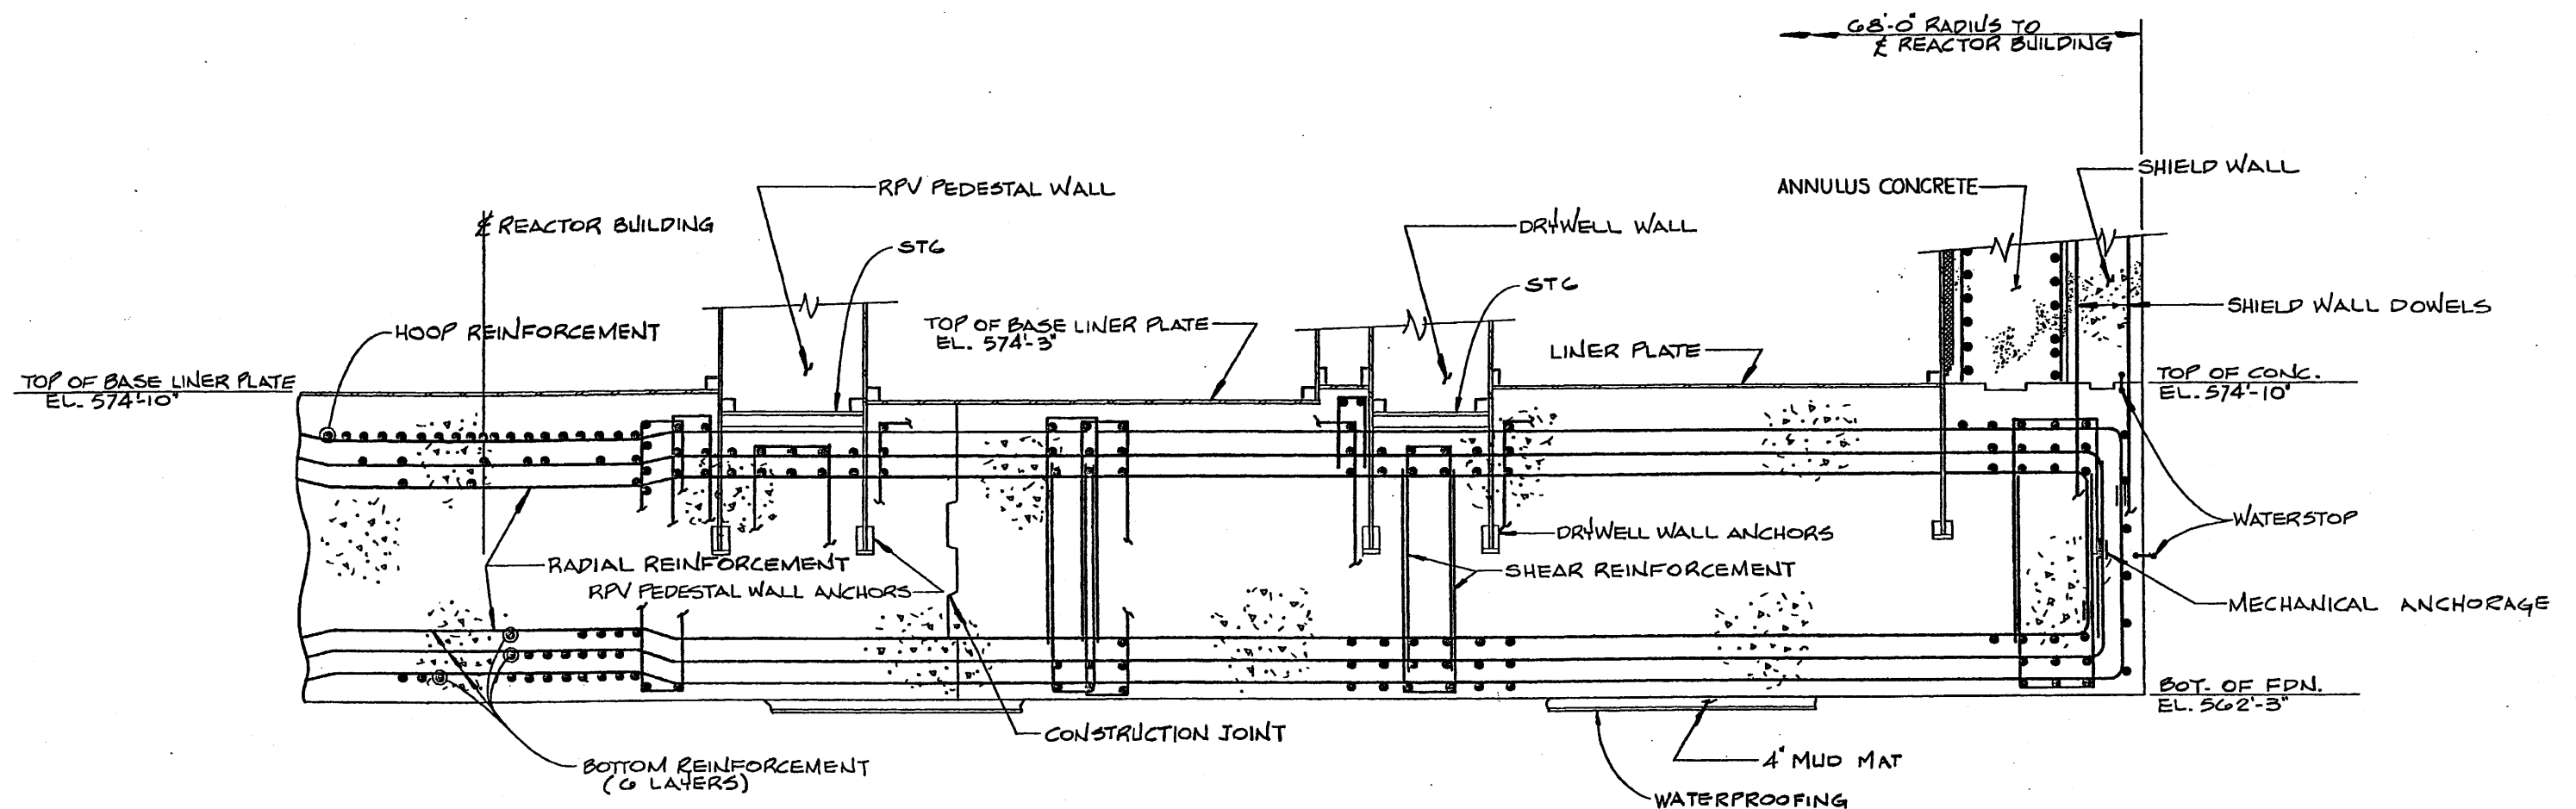 68'-0" RADIUS TO
℄ REACTOR BUILDING
SHIELD WALL
RPV PEDESTAL WALL
ANNULUS CONCRETE
℄ REACTOR BUILDING
DRYWELL WALL
ST6
ST6
HOOP REINFORCEMENT
TOP OF BASE LINER PLATE
EL. 574'-3"
SHIELD WALL DOWELS
LINER PLATE
TOP OF BASE LINER PLATE
EL. 574'-10"
TOP OF CONC.
EL. 574'-10"
WATERSTOP
DRYWELL WALL ANCHORS
RADIAL REINFORCEMENT
SHEAR REINFORCEMENT
RPV PEDESTAL WALL ANCHORS
MECHANICAL ANCHORAGE
BOT. OF FDN.
EL. 562'-3"
CONSTRUCTION JOINT
BOTTOM REINFORCEMENT
(6 LAYERS)
4" MUD MAT
WATERPROOFING